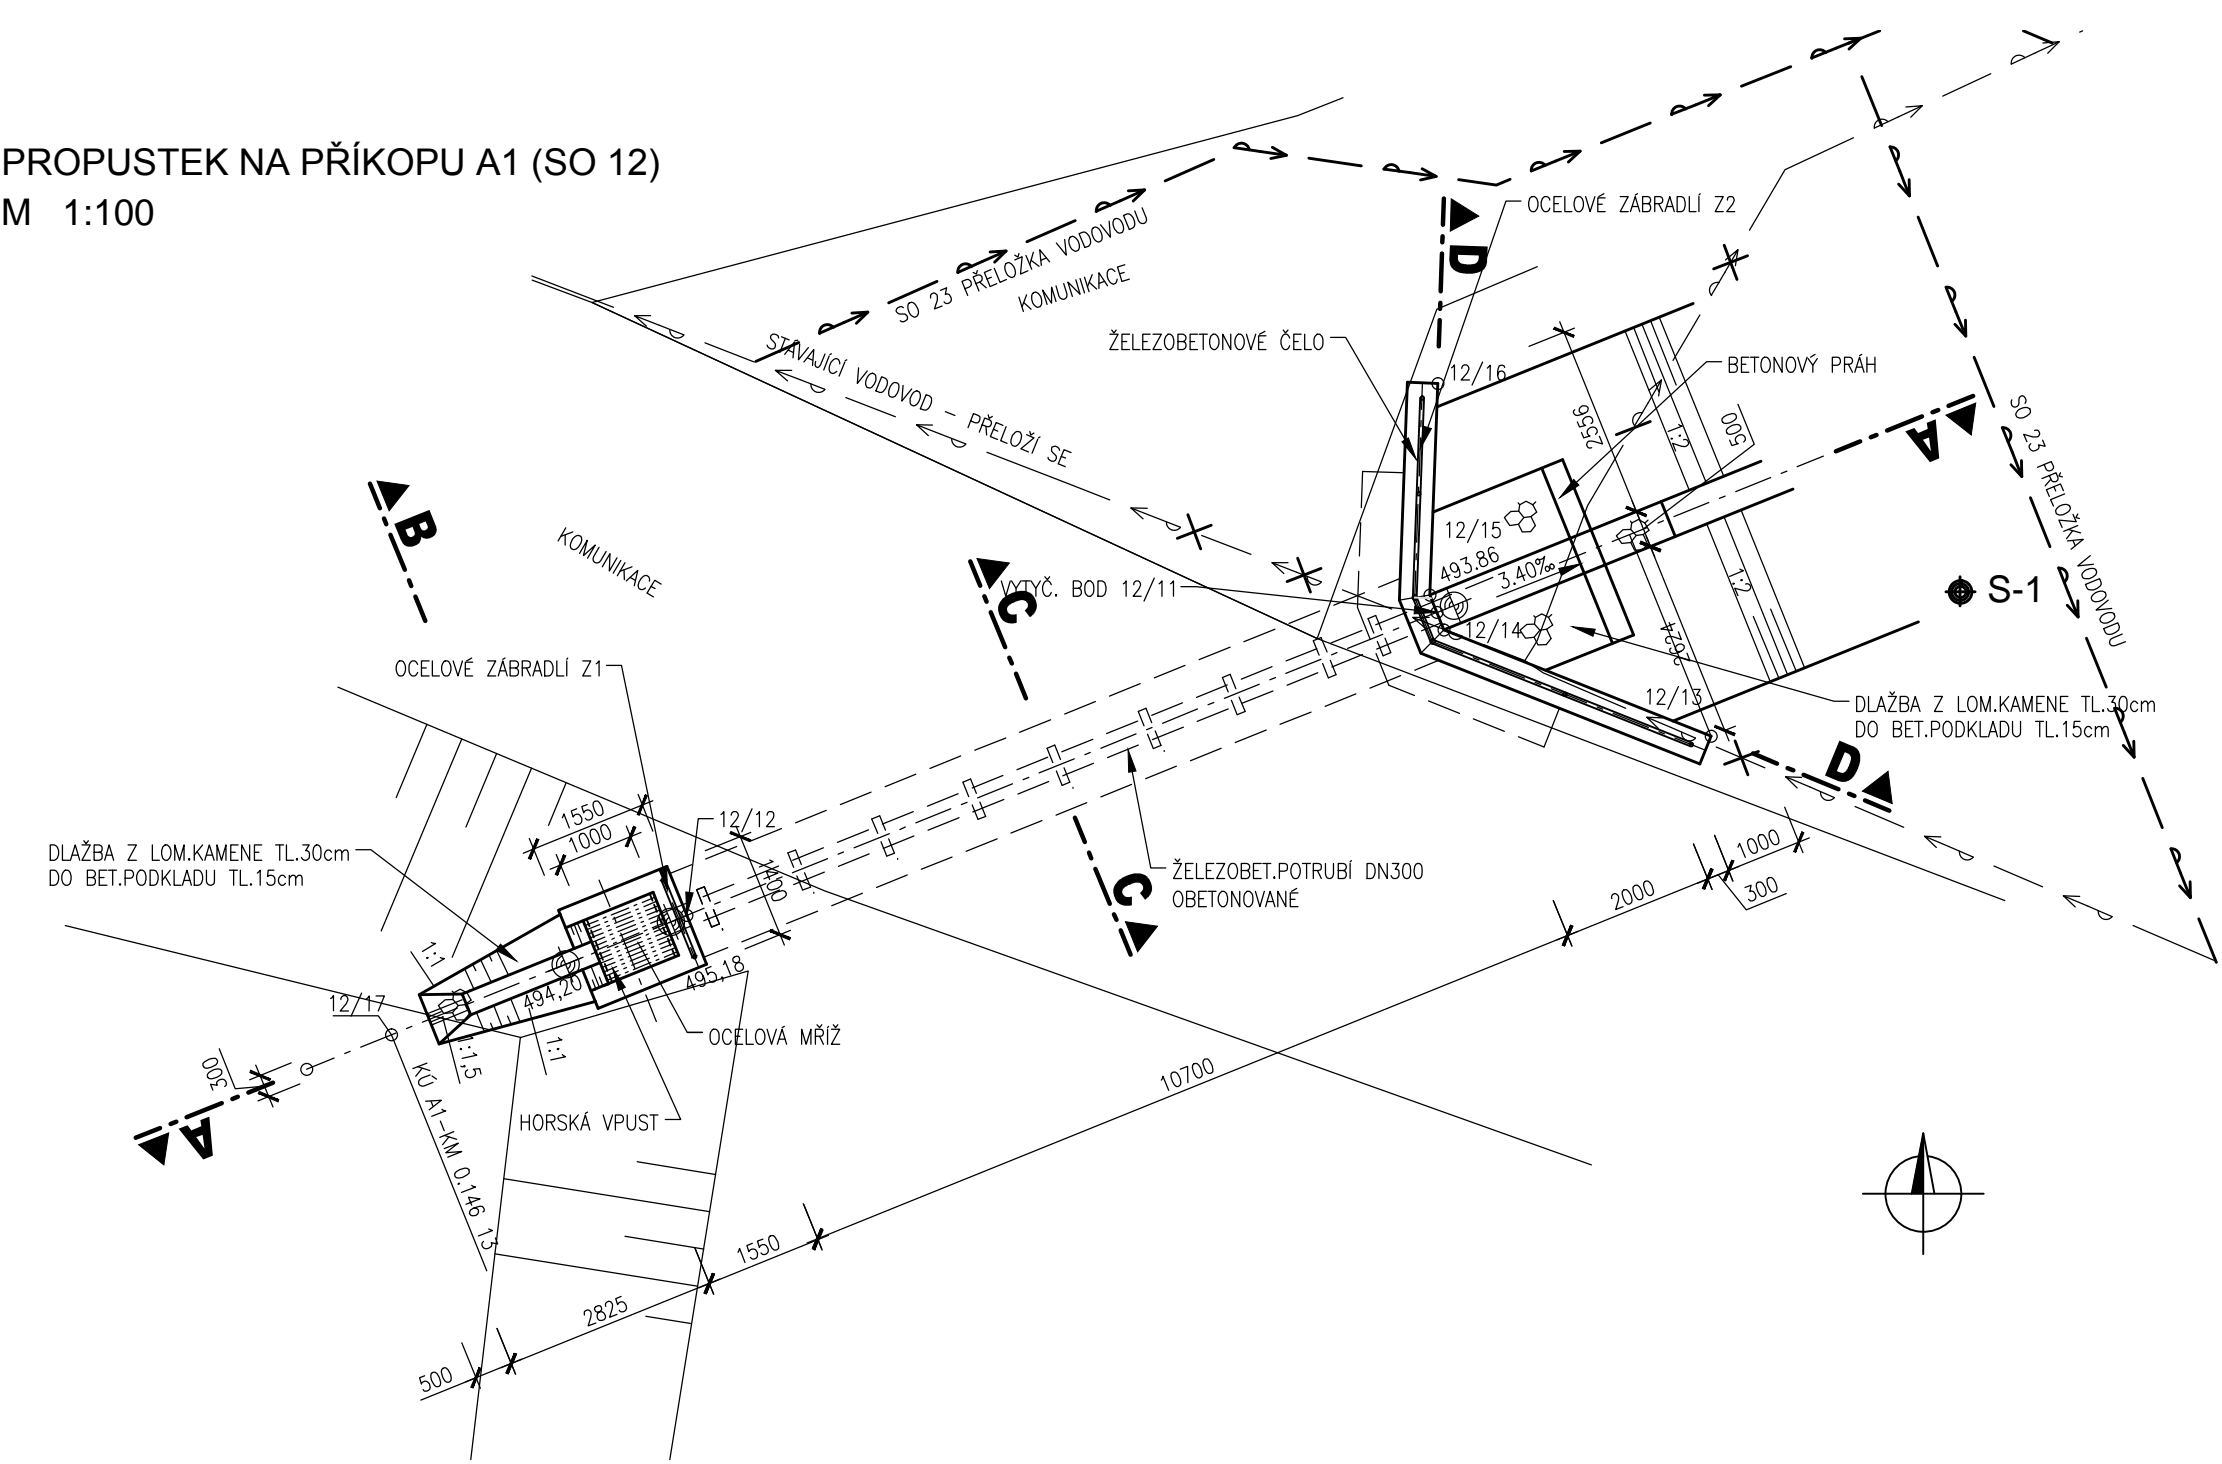 PROPUSTEK NA PŘÍKOPU A1 (SO 12)
M 1:100
OCELOVÉ ZÁBRADLÍ Z2
D
SO 23 PŘELOŽKA VODOVODU
KOMUNIKACE
ŽELEZOBETONOVÉ ČELO
STÁVAJÍCÍ VODOVOD - PŘELOŽÍ SE
12/16
BETONOVÝ PRÁH
2556
1:2
500
A
SO 23 PŘELOŽKA VODOVODU
B
KOMUNIKACE
12/15
493.86
3.40‰
C
VYTYČ. BOD 12/11
12/14
1:2
S-1
2624
OCELOVÉ ZÁBRADLÍ Z1
12/13
DLAŽBA Z LOM.KAMENE TL.30cm
DO BET.PODKLADU TL.15cm
D
1550
1000
12/12
1400
DLAŽBA Z LOM.KAMENE TL.30cm
DO BET.PODKLADU TL.15cm
ŽELEZOBET.POTRUBÍ DN300
OBETONOVANÉ
C
1000
300
2000
1:1
494,20
495,18
12/17
OCELOVÁ MŘÍŽ
1:1,5
1:1
300
A
KÚ A1-KM 0.146 13
HORSKÁ VPUST
10700
1550
2825
500